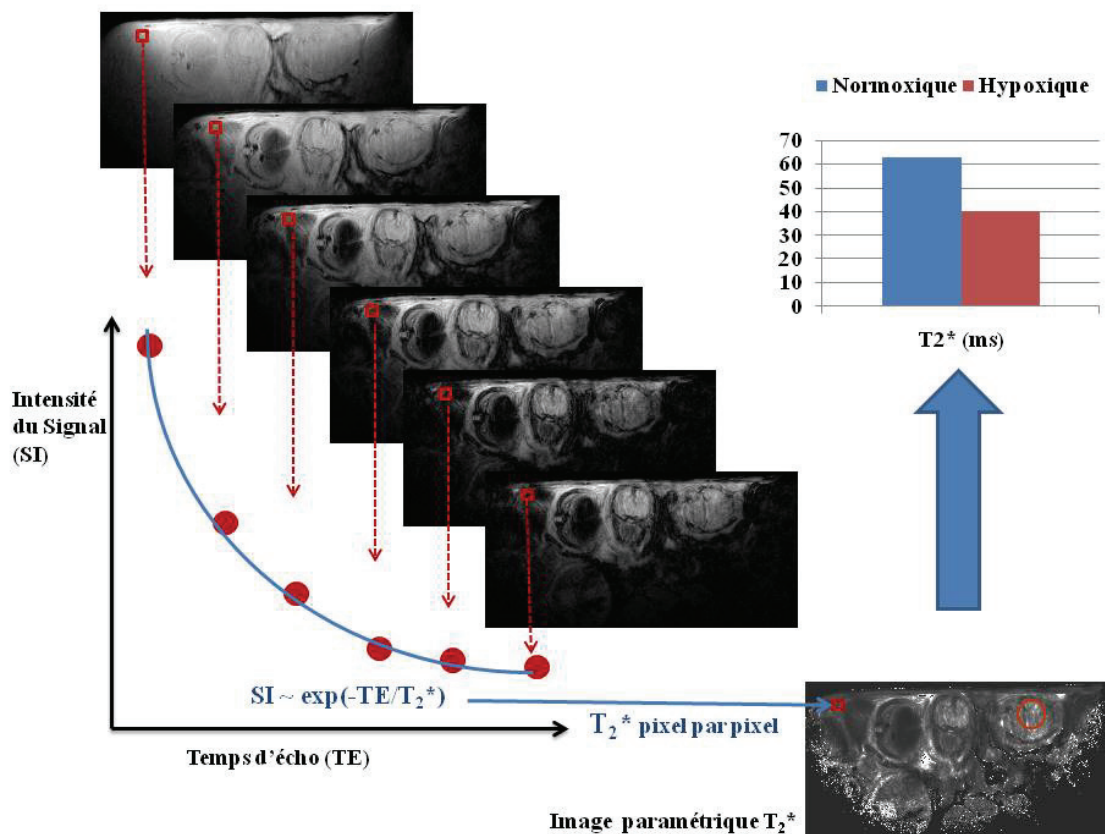 Normoxique Hypoxique
70
60
50
40
30
20
10
0
T2* (ms)
Intensité
du Signal
(SI)
SI ~ exp(-TE/T₂*)
T₂* pixel par pixel
Temps d'écho (TE)
Image paramétrique T₂*